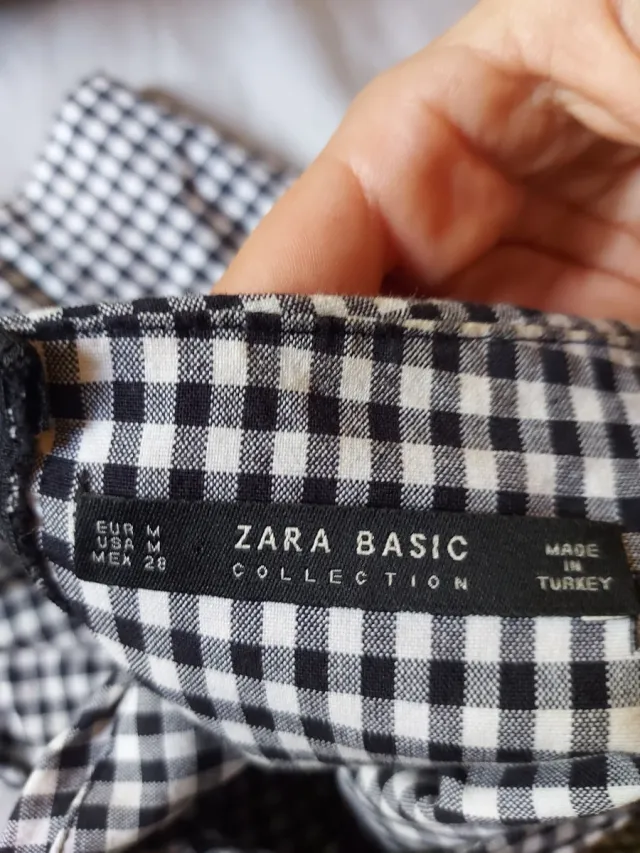 EUR M
USA M
MEX 28
ZARA BASIC
COLLECTION
MADE
IN
TURKEY